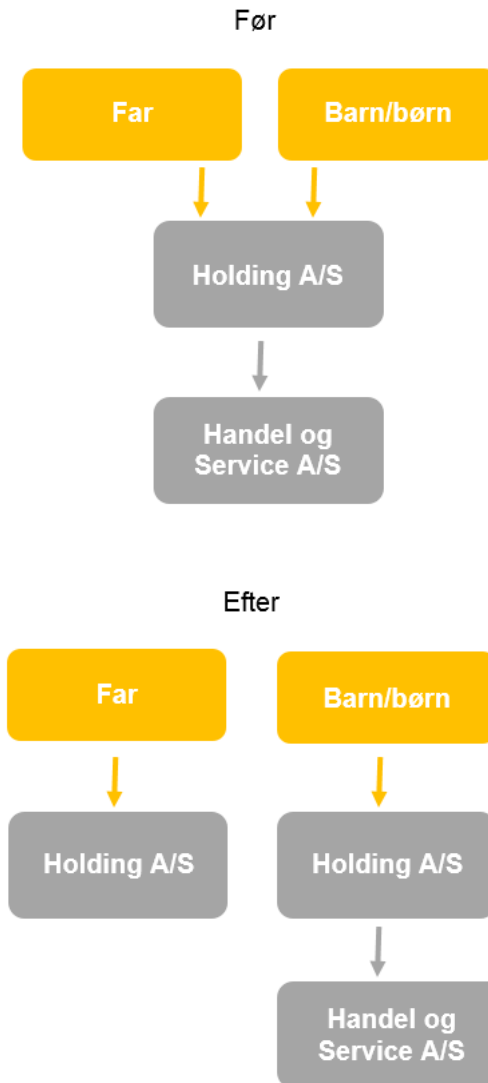 Før
Far
Barn/børn
Holding A/S
Handel og
Service A/S
Efter
Far
Barn/børn
Holding A/S
Holding A/S
Handel og
Service A/S